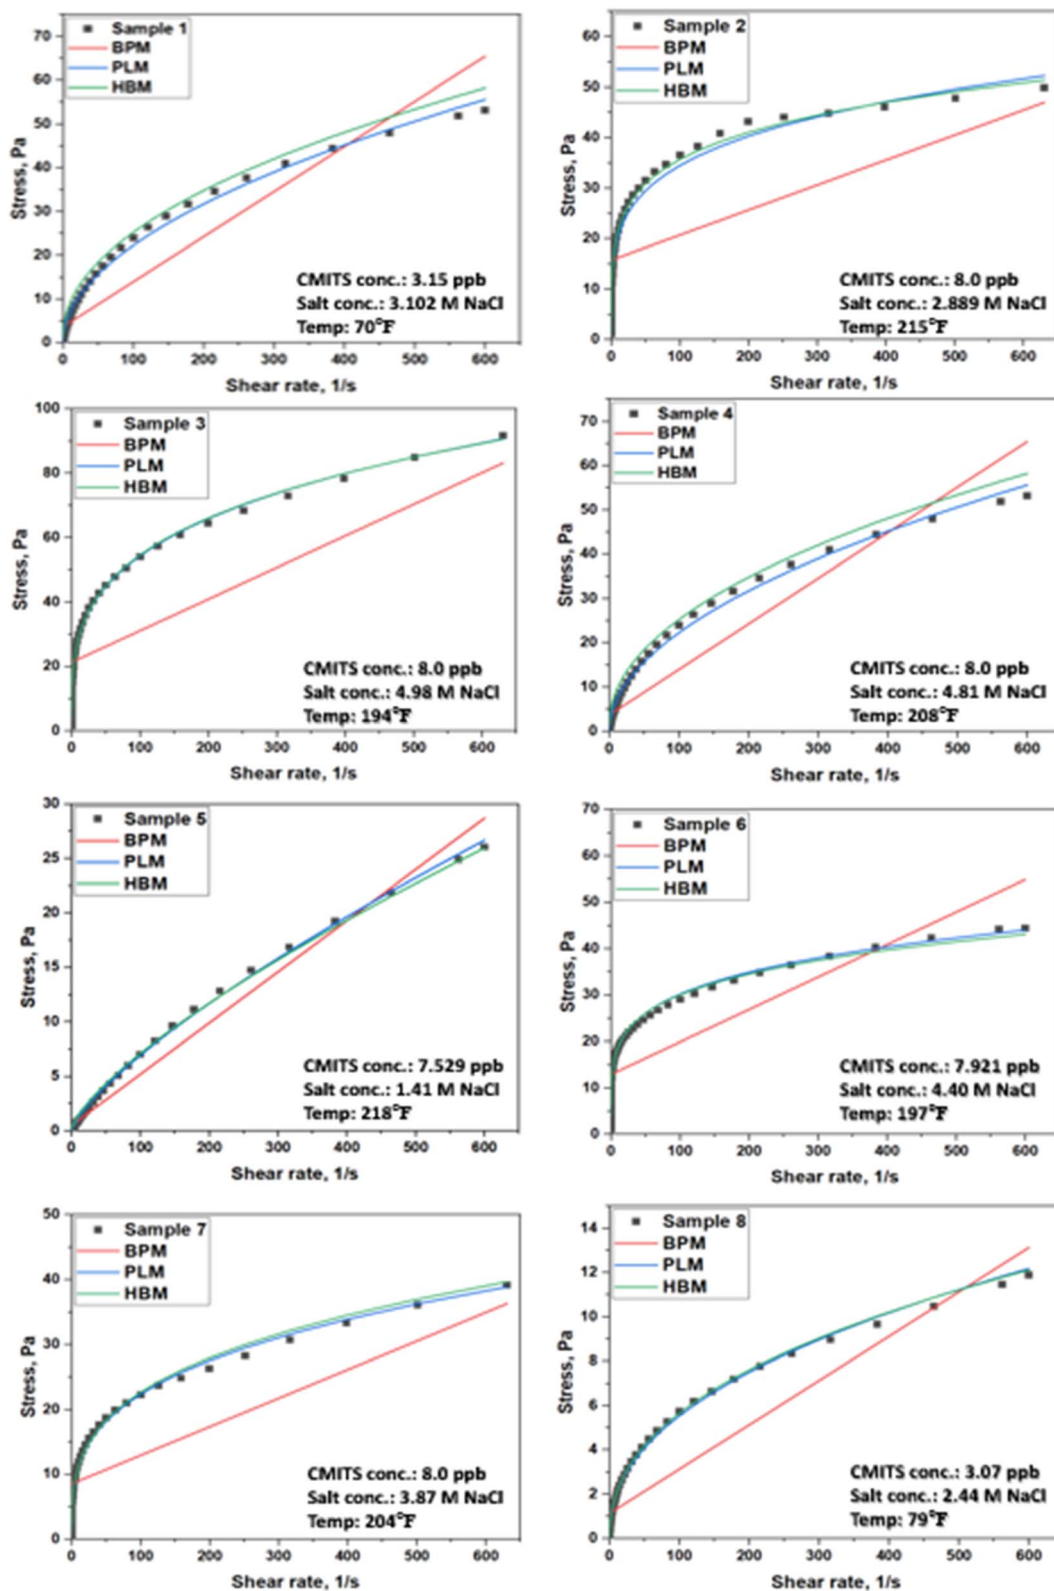 Sample 1
BPM
PLM
HBM
70
60
50
40
30
20
10
0
Stress, Pa
CMITS conc.: 3.15 ppb
Salt conc.: 3.102 M NaCl
Temp: 70°F
0 100 200 300 400 500 600
Shear rate, 1/s
Sample 2
BPM
PLM
HBM
60
50
40
30
20
10
0
Stress, Pa
CMITS conc.: 8.0 ppb
Salt conc.: 2.889 M NaCl
Temp: 215°F
0 100 200 300 400 500 600
Shear rate, 1/s
Sample 3
BPM
PLM
HBM
100
80
60
40
20
0
Stress, Pa
CMITS conc.: 8.0 ppb
Salt conc.: 4.98 M NaCl
Temp: 194°F
0 100 200 300 400 500 600
Shear rate, 1/s
Sample 4
BPM
PLM
HBM
70
60
50
40
30
20
10
0
Stress, Pa
CMITS conc.: 8.0 ppb
Salt conc.: 4.81 M NaCl
Temp: 208°F
0 100 200 300 400 500 600
Shear rate, 1/s
Sample 5
BPM
PLM
HBM
30
25
20
15
10
5
0
Stress, Pa
CMITS conc.: 7.529 ppb
Salt conc.: 1.41 M NaCl
Temp: 218°F
0 100 200 300 400 500 600
Shear rate, 1/s
Sample 6
BPM
PLM
HBM
70
60
50
40
30
20
10
0
Stress, Pa
CMITS conc.: 7.921 ppb
Salt conc.: 4.40 M NaCl
Temp: 197°F
0 100 200 300 400 500 600
Shear rate, 1/s
Sample 7
BPM
PLM
HBM
50
40
30
20
10
0
Stress, Pa
CMITS conc.: 8.0 ppb
Salt conc.: 3.87 M NaCl
Temp: 204°F
0 100 200 300 400 500 600
Shear rate, 1/s
Sample 8
BPM
PLM
HBM
14
12
10
8
6
4
2
0
Stress, Pa
CMITS conc.: 3.07 ppb
Salt conc.: 2.44 M NaCl
Temp: 79°F
0 100 200 300 400 500 600
Shear rate, 1/s